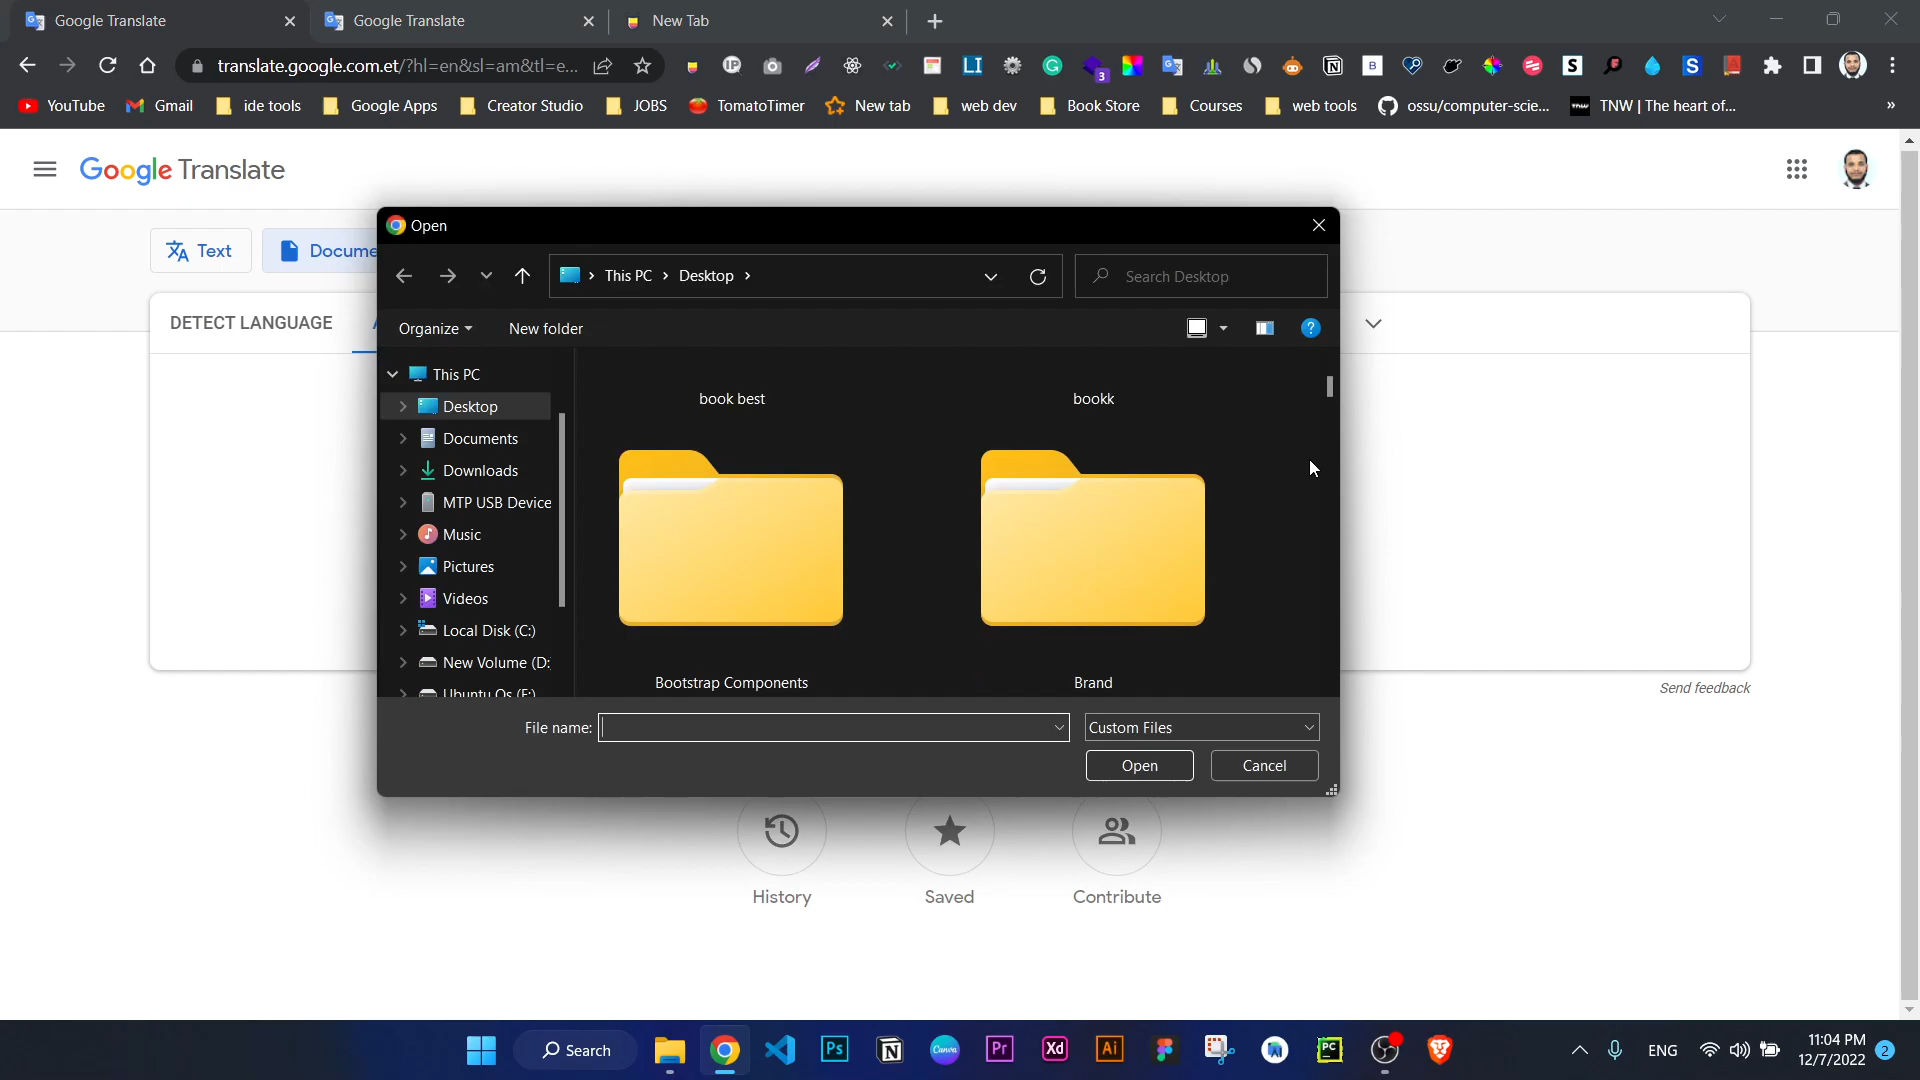 Google Translate
Google Translate
New Tab
translate.google.com.et/?hl=en&sl=am&tl=e...
3
YouTube
Gmail
ide tools
Google Apps
Creator Studio
JOBS
TomatoTimer
New tab
web dev
Book Store
Courses
web tools
ossu/computer-scie...
TNW | The heart of...
»
Google Translate
Text
Docume
DETECT LANGUAGE
Open
This PC
Desktop
Search Desktop
Organize
New folder
This PC
Desktop
Documents
Downloads
MTP USB Device
Music
Pictures
Videos
Local Disk (C:)
New Volume (D:
Ubuntu Os (E:)
book best
bookk
Bootstrap Components
Brand
File name:
Custom Files
Open
Cancel
Send feedback
History
Saved
Contribute
Search
ENG
11:04 PM
12/7/2022
2